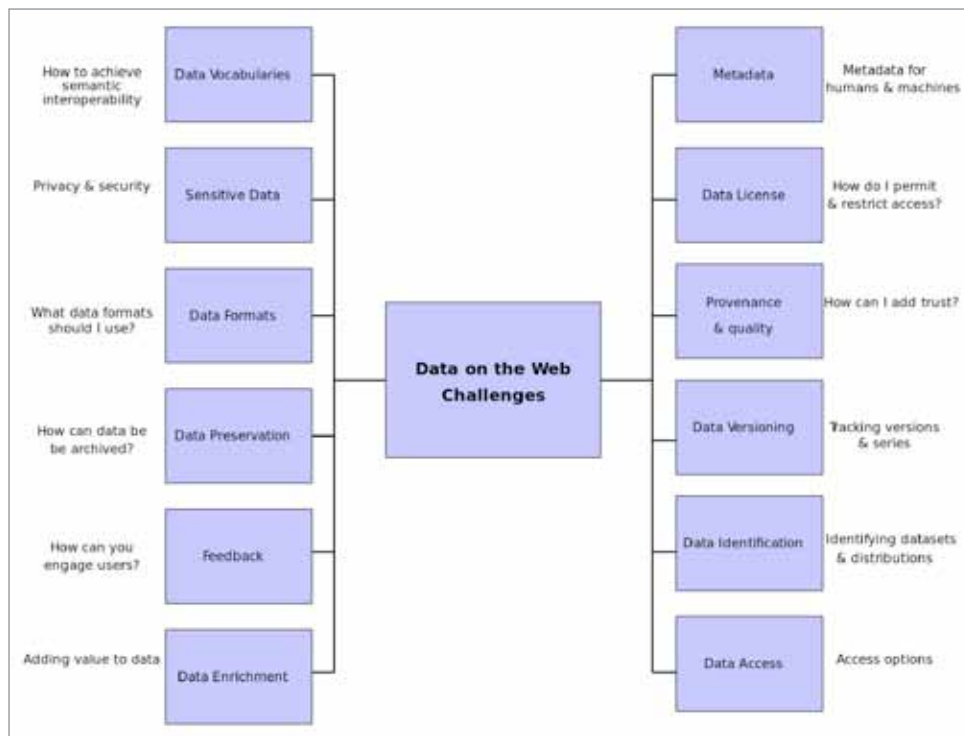 How to achieve
semantic
interoperability
Data Vocabularies
Privacy & security
Sensitive Data
What data formats
should I use?
Data Formats
How can data be
be archived?
Data Preservation
How can you
engage users?
Feedback
Adding value to data
Data Enrichment
Data on the Web
Challenges
Metadata
Metadata for
humans & machines
Data License
How do I permit
& restrict access?
Provenance
& quality
How can I add trust?
Data Versioning
Tracking versions
& series
Data Identification
Identifying datasets
& distributions
Data Access
Access options